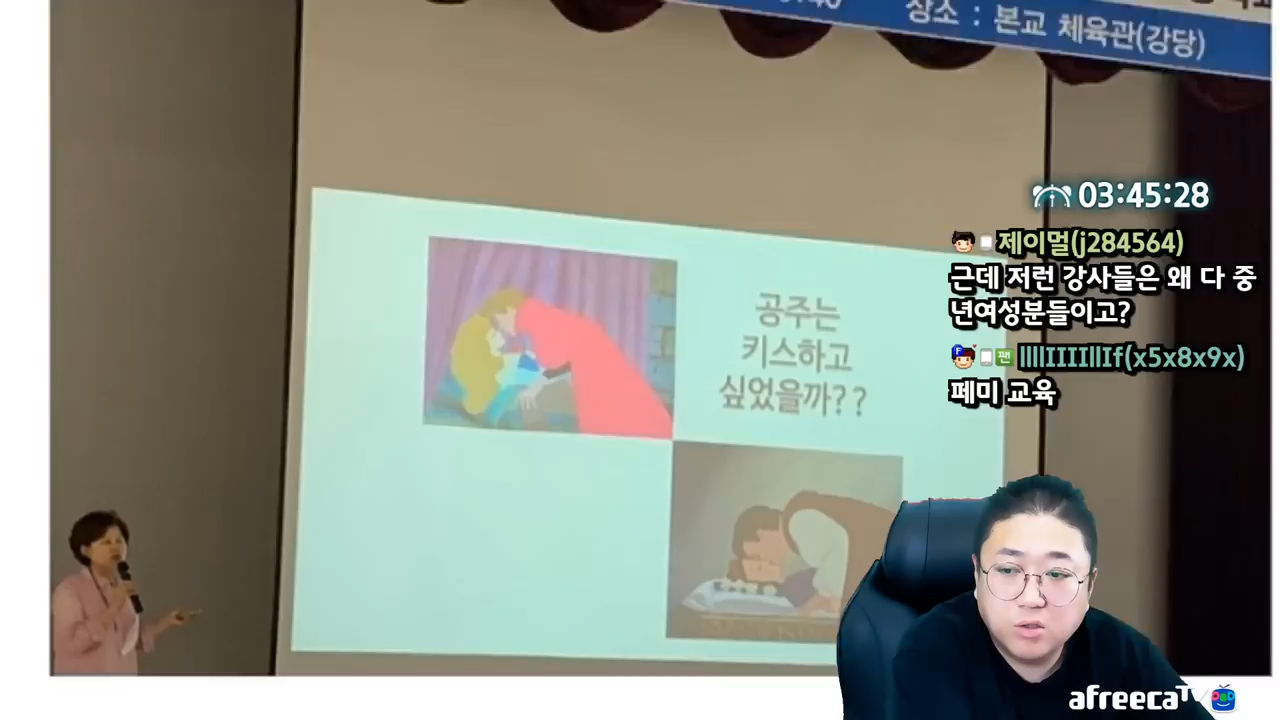 장소 : 본교 체육관(강당)
03:45:28
제이멀(j284564)
근데 저런 강사들은 왜 다 중
년여성분들이고?
공주는
키스하고
싶었을까??
팬 llllIIIIllIf(x5x8x9x)
페미 교육
afreecaTV